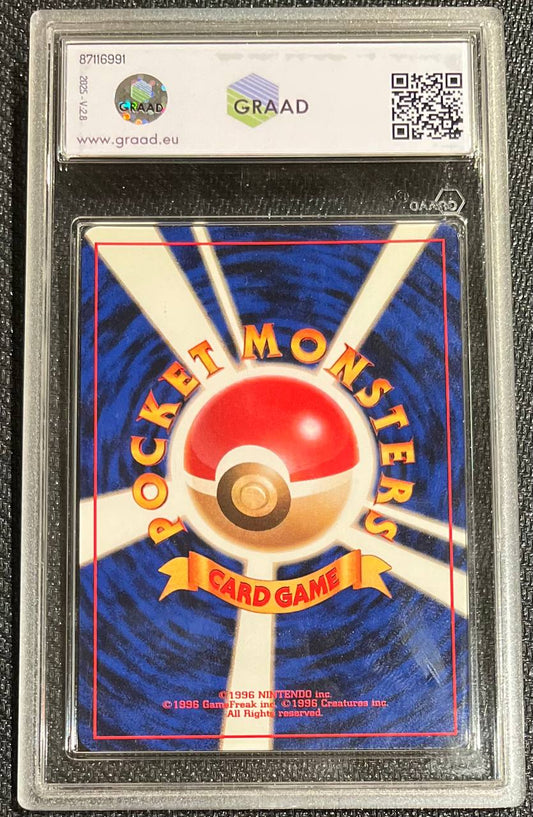 87116991
GRAAD
2025 - V.2.8
www.graad.eu
GRAAD
GRAAD
POCKET MONSTERS
CARD GAME
©1996 NINTENDO inc.
©1996 GameFreak inc. ©1996 Creatures inc.
All Rights reserved.